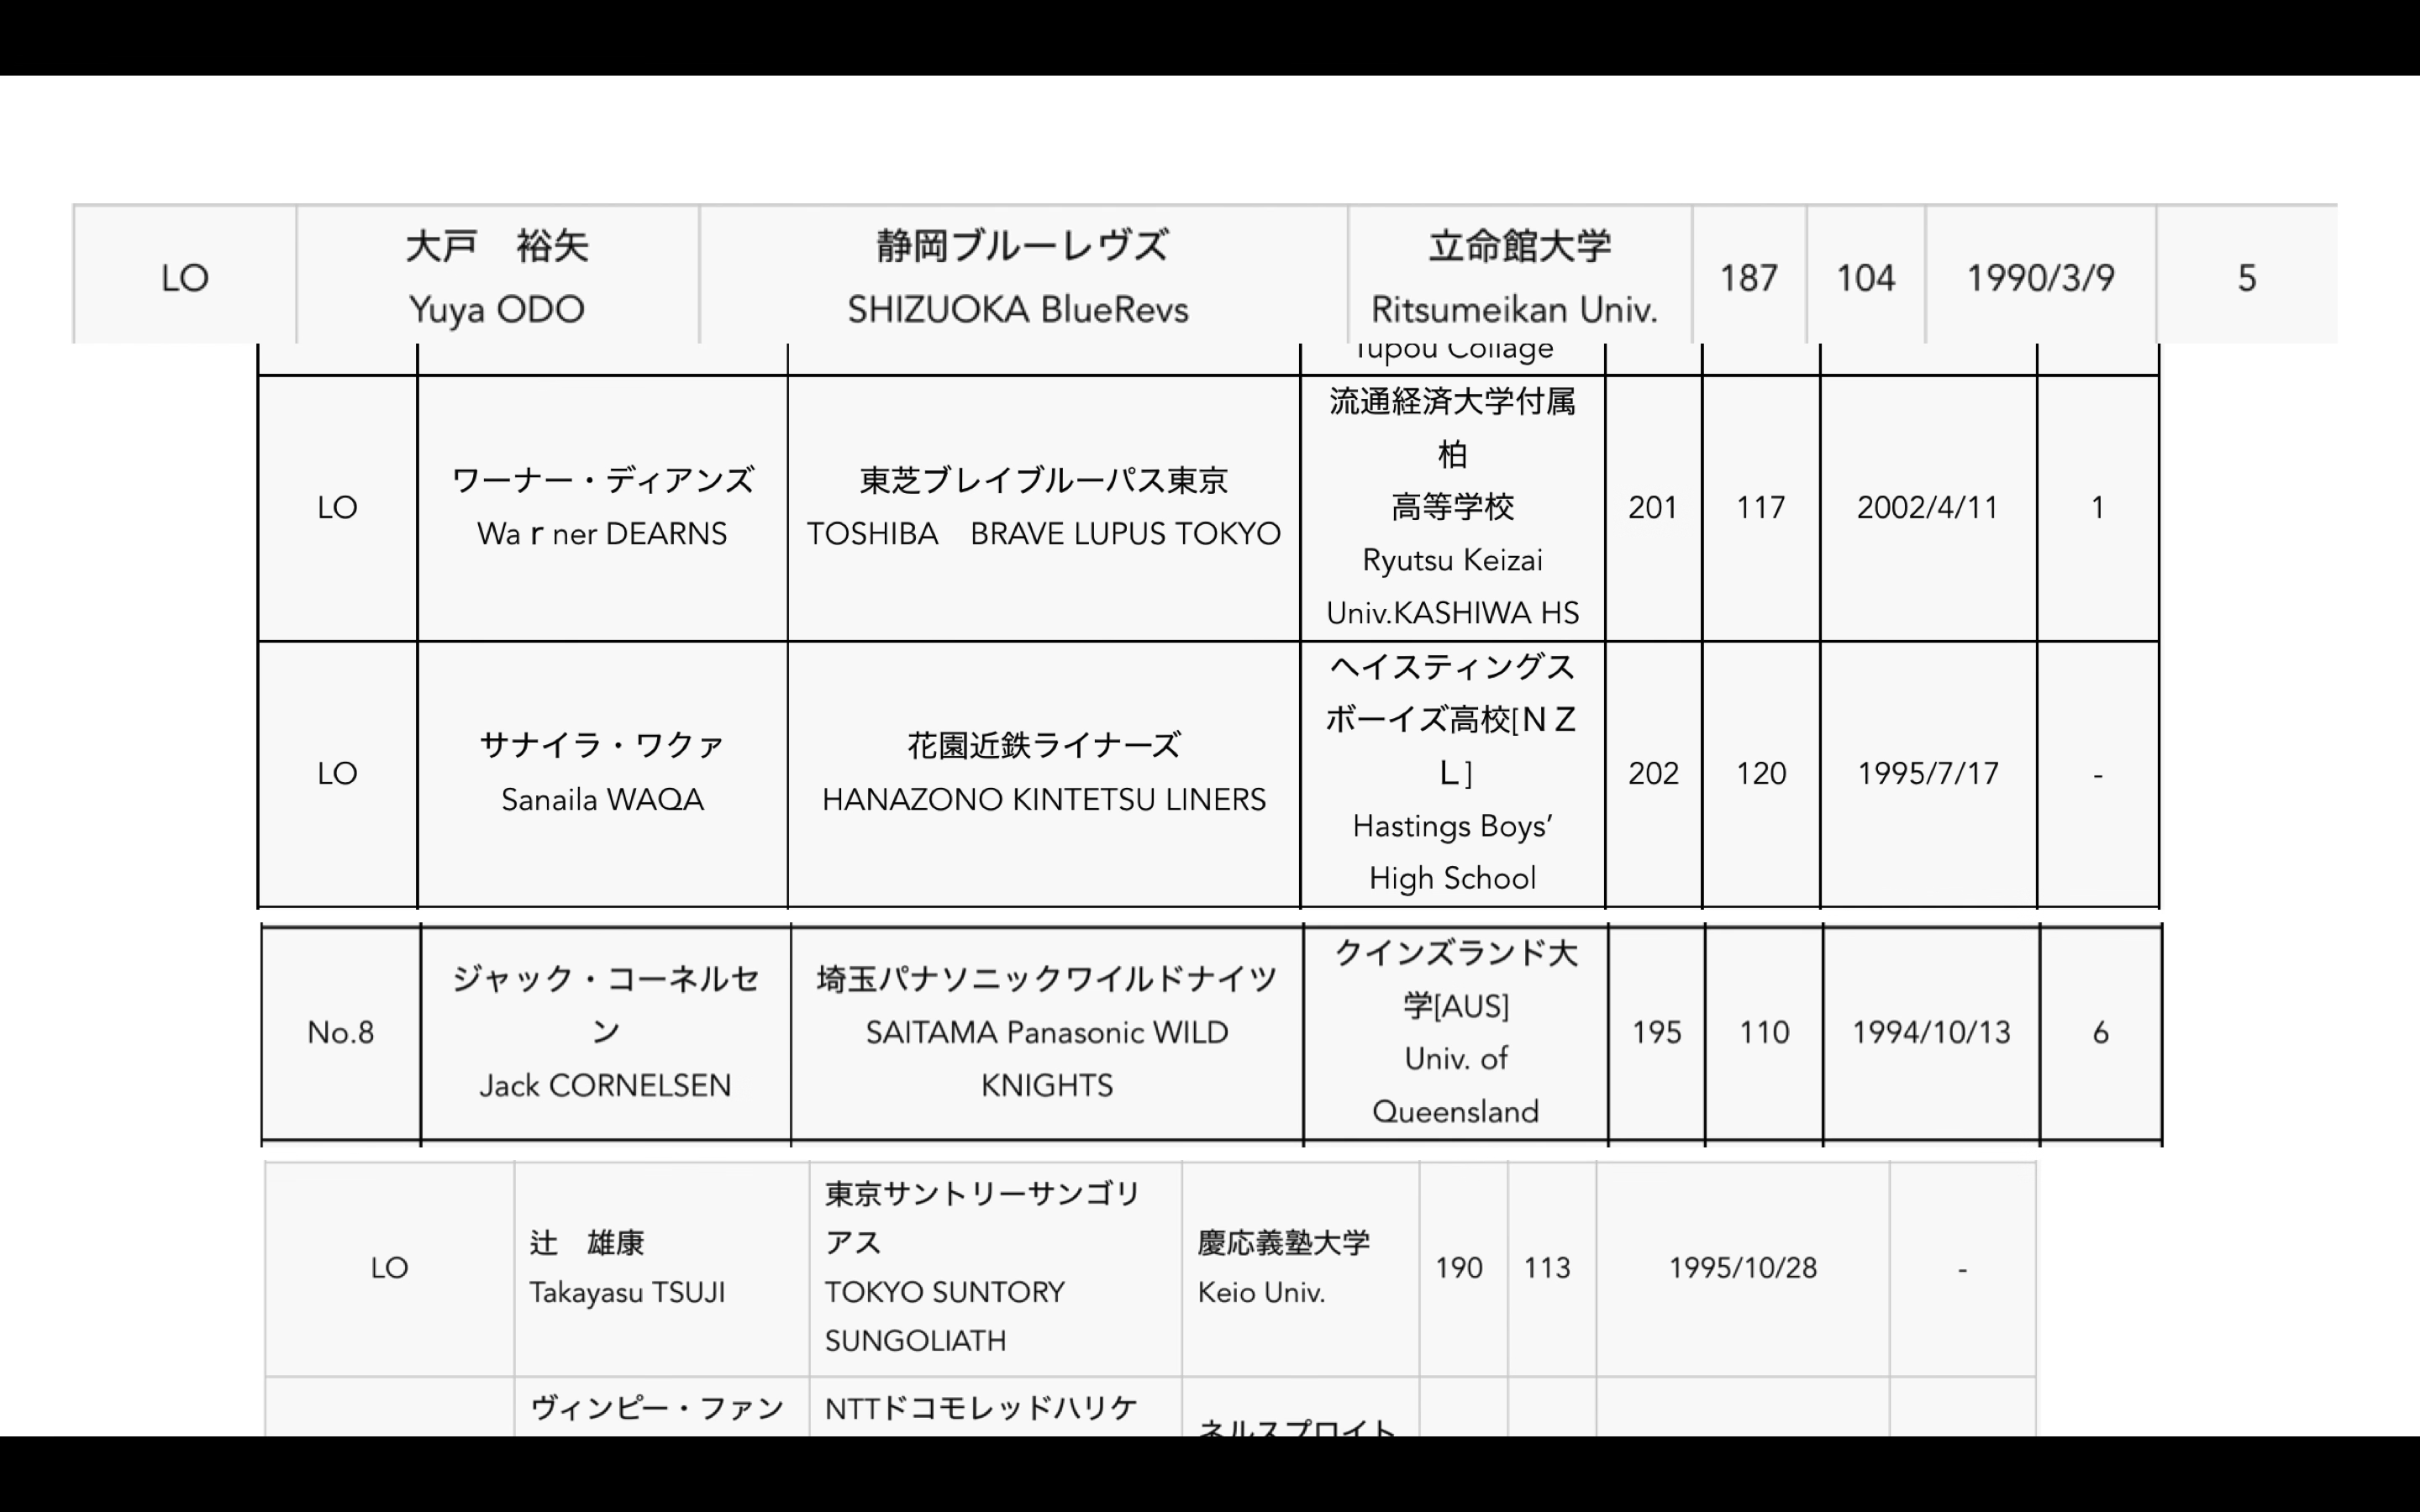 LO
大戸　裕矢
Yuya ODO
静岡ブルーレヴズ
SHIZUOKA BlueRevs
立命館大学
Ritsumeikan Univ.
187
104
1990/3/9
5
Tupou Collage
LO
ワーナー・ディアンズ
Waｒner DEARNS
東芝ブレイブルーパス東京
TOSHIBA　BRAVE LUPUS TOKYO
流通経済大学付属
柏
高等学校
Ryutsu Keizai
Univ.KASHIWA HS
201
117
2002/4/11
1
LO
サナイラ・ワクァ
Sanaila WAQA
花園近鉄ライナーズ
HANAZONO KINTETSU LINERS
ヘイスティングス
ボーイズ高校[ＮＺ
Ｌ]
Hastings Boys’
High School
202
120
1995/7/17
-
No.8
ジャック・コーネルセ
ン
Jack CORNELSEN
埼玉パナソニックワイルドナイツ
SAITAMA Panasonic WILD
KNIGHTS
クインズランド大
学[AUS]
Univ. of
Queensland
195
110
1994/10/13
6
LO
辻　雄康
Takayasu TSUJI
東京サントリーサンゴリ
アス
TOKYO SUNTORY
SUNGOLIATH
慶応義塾大学
Keio Univ.
190
113
1995/10/28
-
ヴィンピー・ファン
NTTドコモレッドハリケ
ネルスプロイト